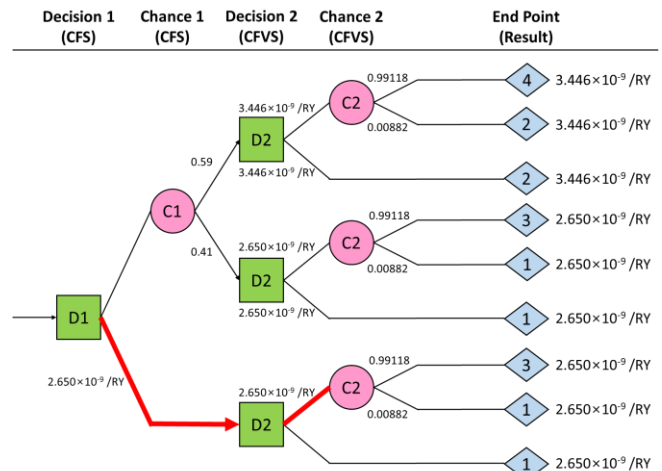 Decision 1 Chance 1 Decision 2 Chance 2 End Point
(CFS) (CFS) (CFVS) (CFVS) (Result)
0.99118 4 3.446×10⁻⁹ /RY
3.446×10⁻⁹ /RY C2
0.00882 2 3.446×10⁻⁹ /RY
D2
0.59 3.446×10⁻⁹ /RY
2 3.446×10⁻⁹ /RY
C1
0.99118 3 2.650×10⁻⁹ /RY
0.41 2.650×10⁻⁹ /RY C2
0.00882 1 2.650×10⁻⁹ /RY
D2
2.650×10⁻⁹ /RY
D1 1 2.650×10⁻⁹ /RY
0.99118 3 2.650×10⁻⁹ /RY
2.650×10⁻⁹ /RY 2.650×10⁻⁹ /RY C2
0.00882 1 2.650×10⁻⁹ /RY
D2
1 2.650×10⁻⁹ /RY